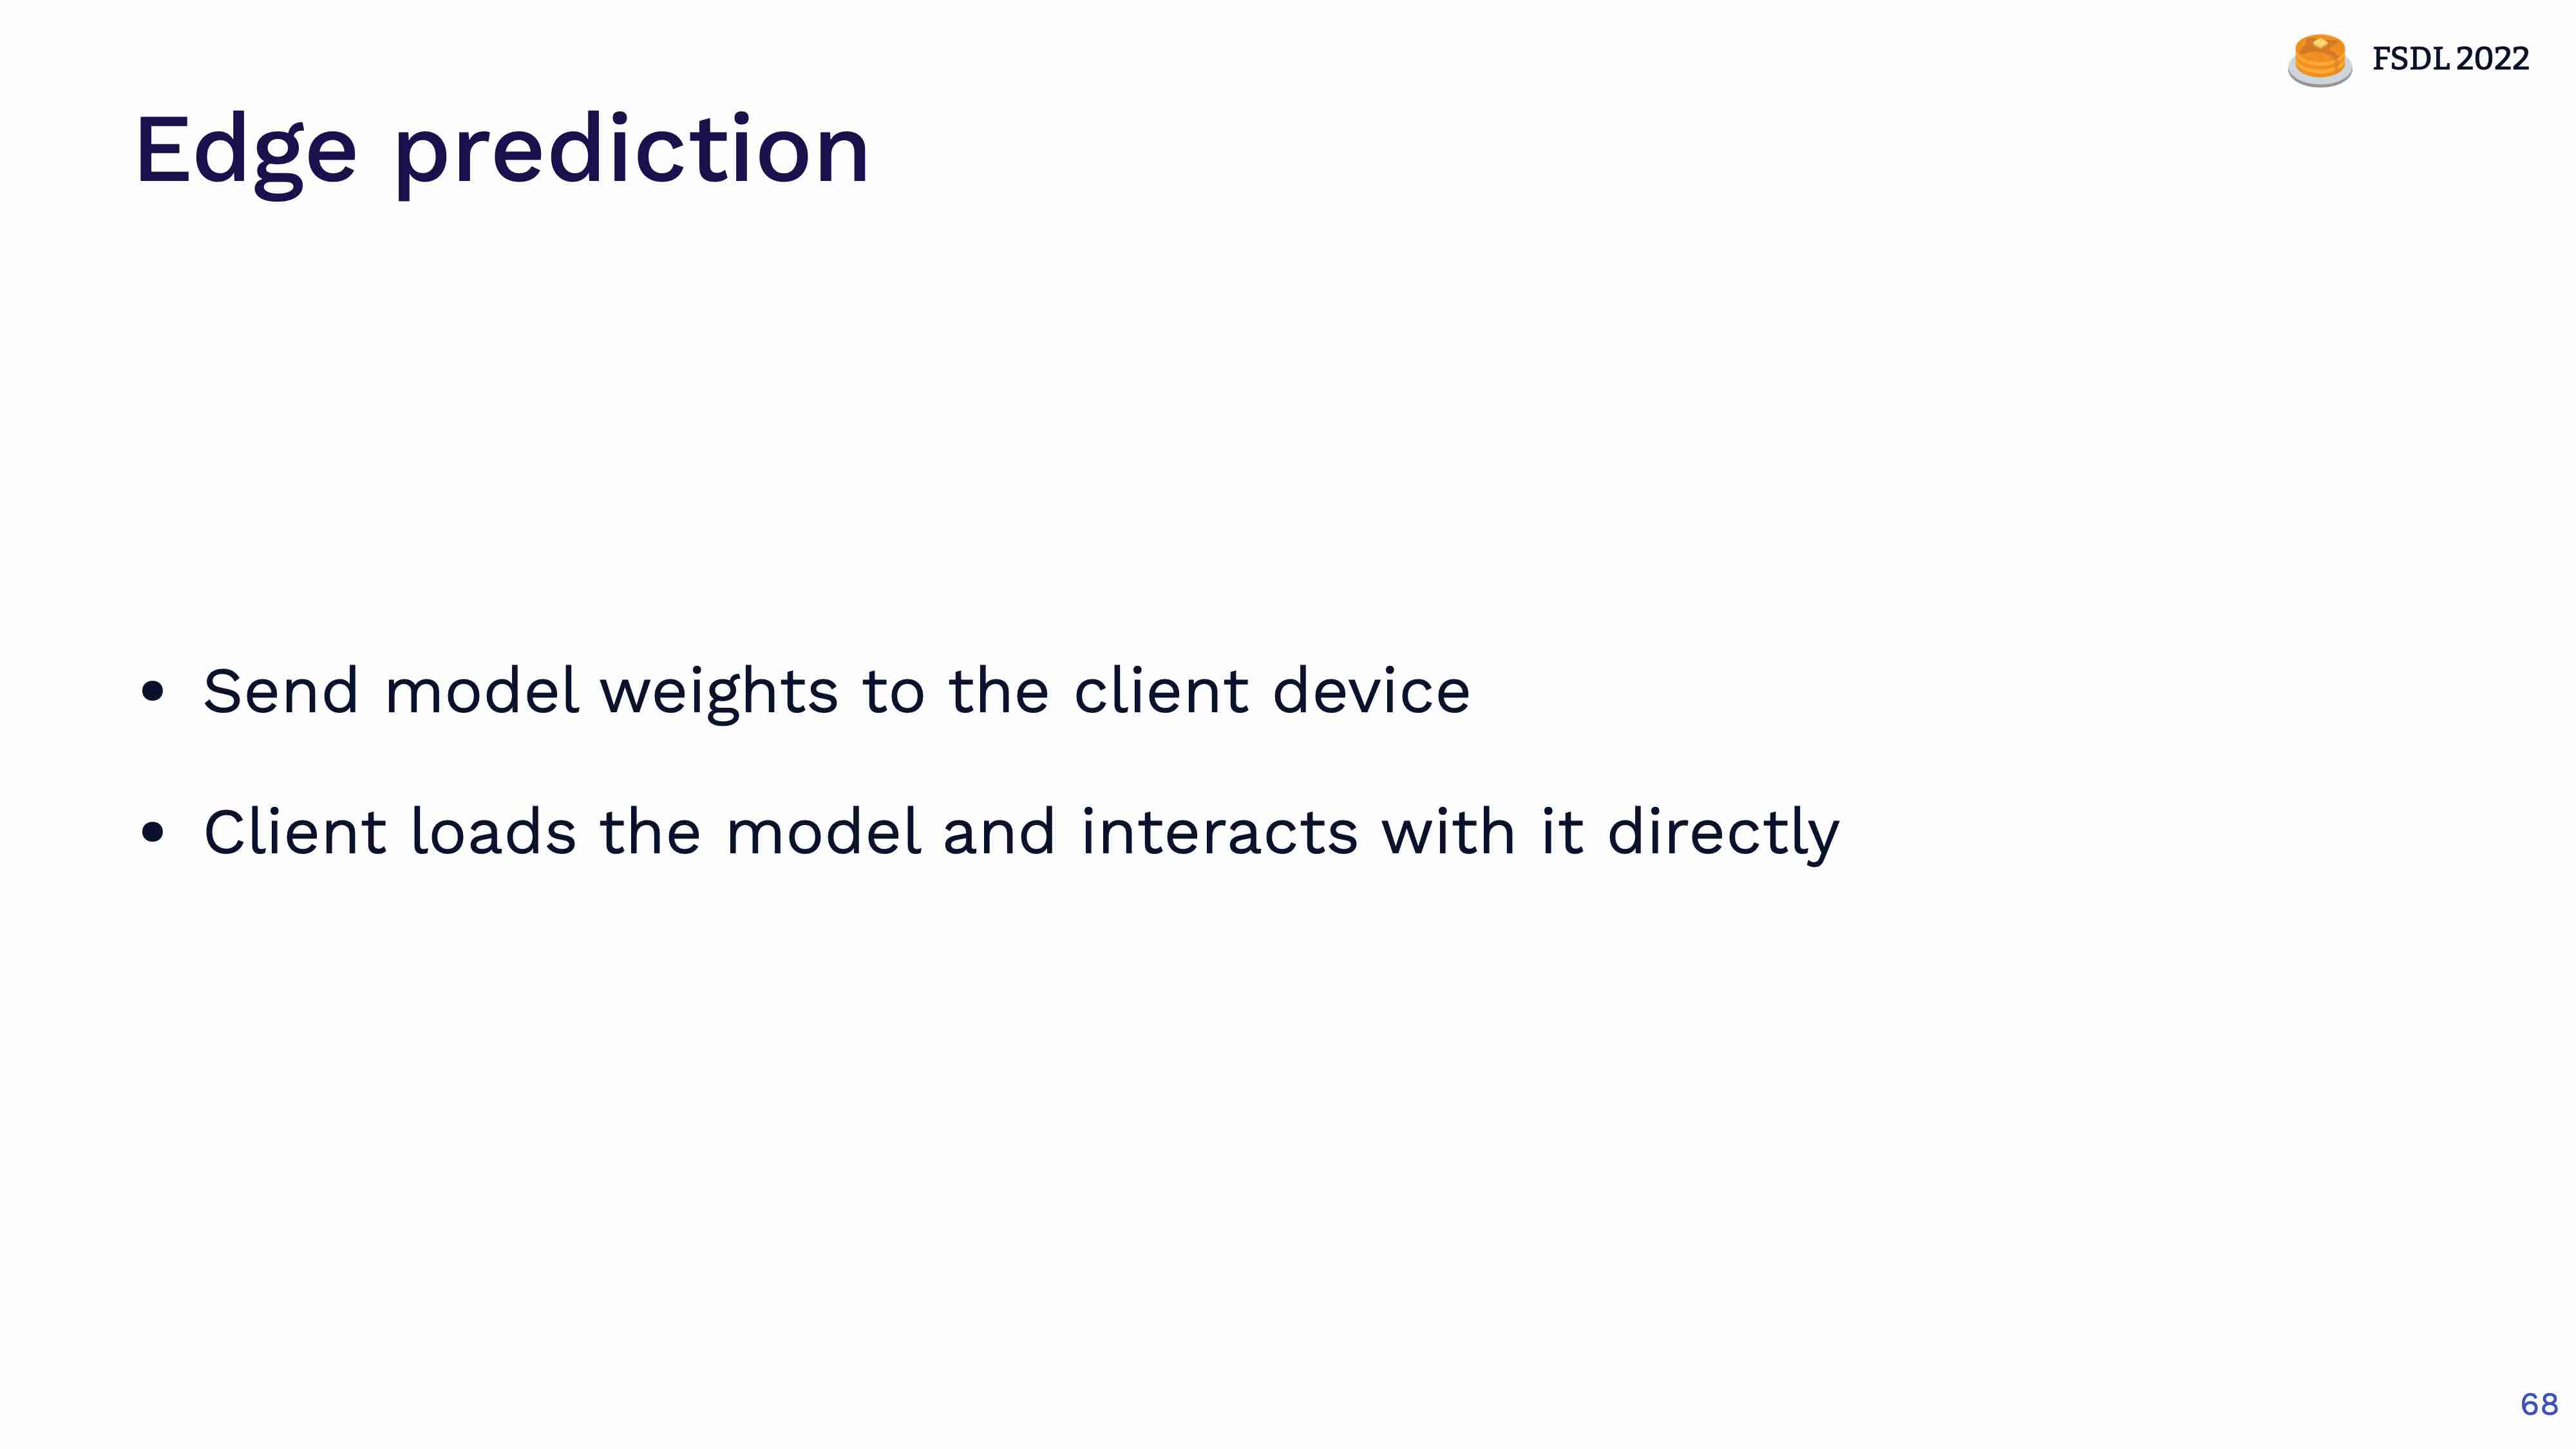 FSDL 2022
Edge prediction
• Send model weights to the client device
• Client loads the model and interacts with it directly
68